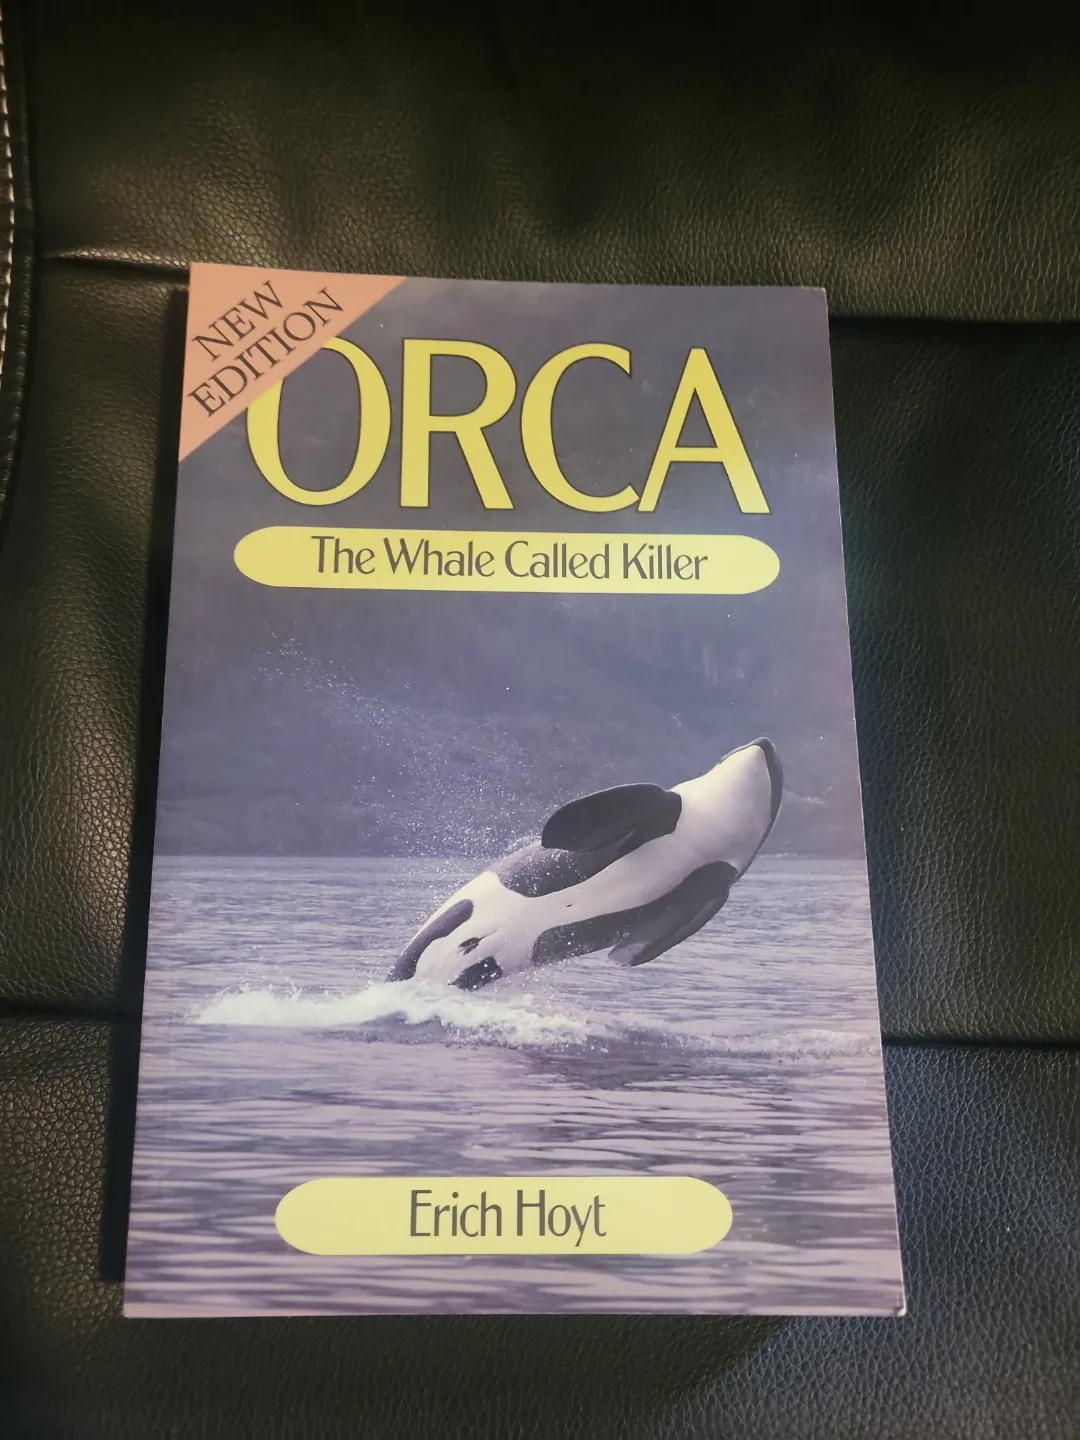 NEW
EDITION
ORCA
The Whale Called Killer
Erich Hoyt